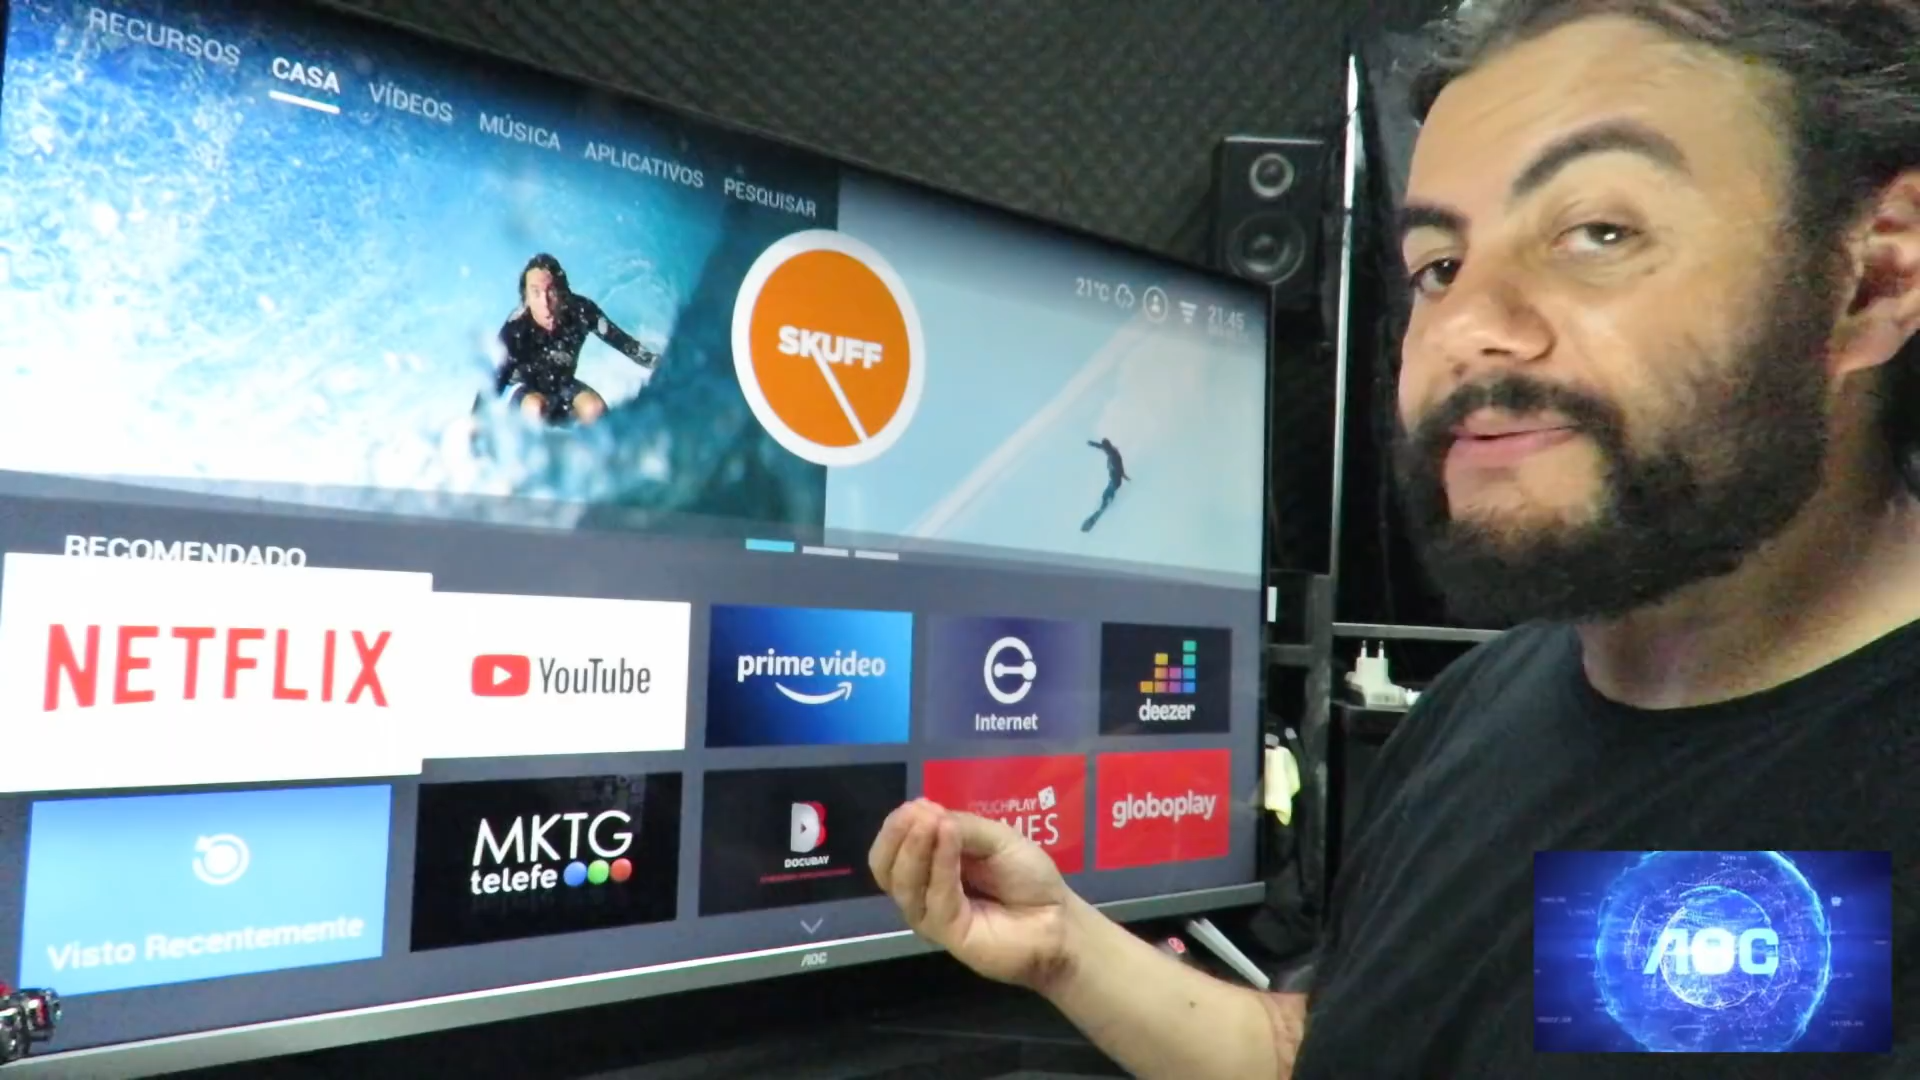 RECURSOS
CASA
VÍDEOS
MÚSICA
APLICATIVOS
PESQUISAR
21°C
21:45
SKUFF
RECOMENDADO
NETFLIX
YouTube
prime video
Internet
deezer
Visto Recentemente
MKTG
telefe
DOCUBAY
globoplay
AOC
AOC